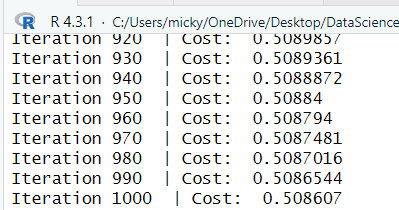 R 4.3.1 · C:/Users/micky/OneDrive/Desktop/DataScience
Iteration 920 | Cost: 0.5089857
Iteration 930 | Cost: 0.5089361
Iteration 940 | Cost: 0.5088872
Iteration 950 | Cost: 0.50884
Iteration 960 | Cost: 0.508794
Iteration 970 | Cost: 0.5087481
Iteration 980 | Cost: 0.5087016
Iteration 990 | Cost: 0.5086544
Iteration 1000 | Cost: 0.508607